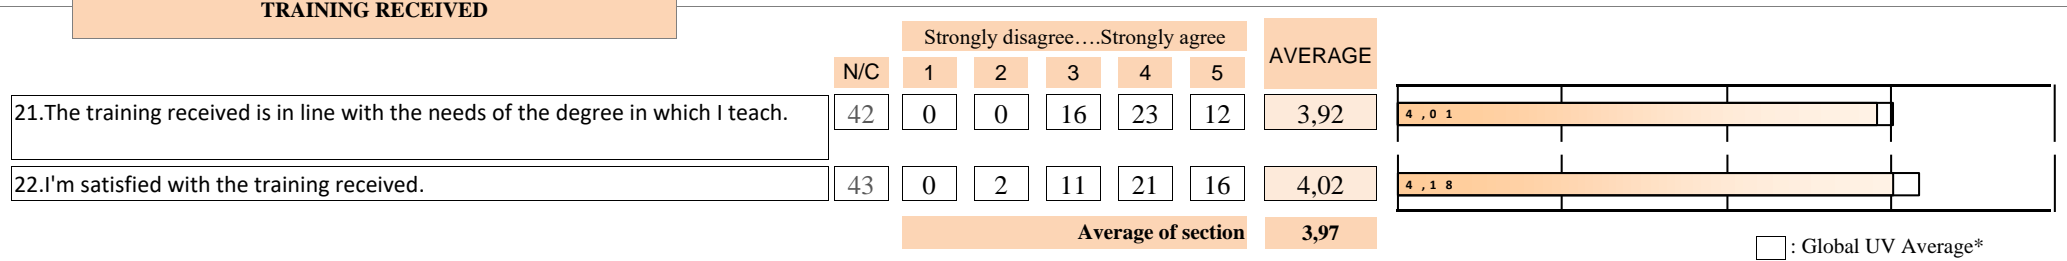 TRAINING RECEIVED
Strongly disagree….Strongly agree
AVERAGE
N/C 1 2 3 4 5
21.The training received is in line with the needs of the degree in which I teach. 42 0 0 16 23 12 3,92 4,01
22.I'm satisfied with the training received. 43 0 2 11 21 16 4,02 4,18
Average of section 3,97
: Global UV Average*